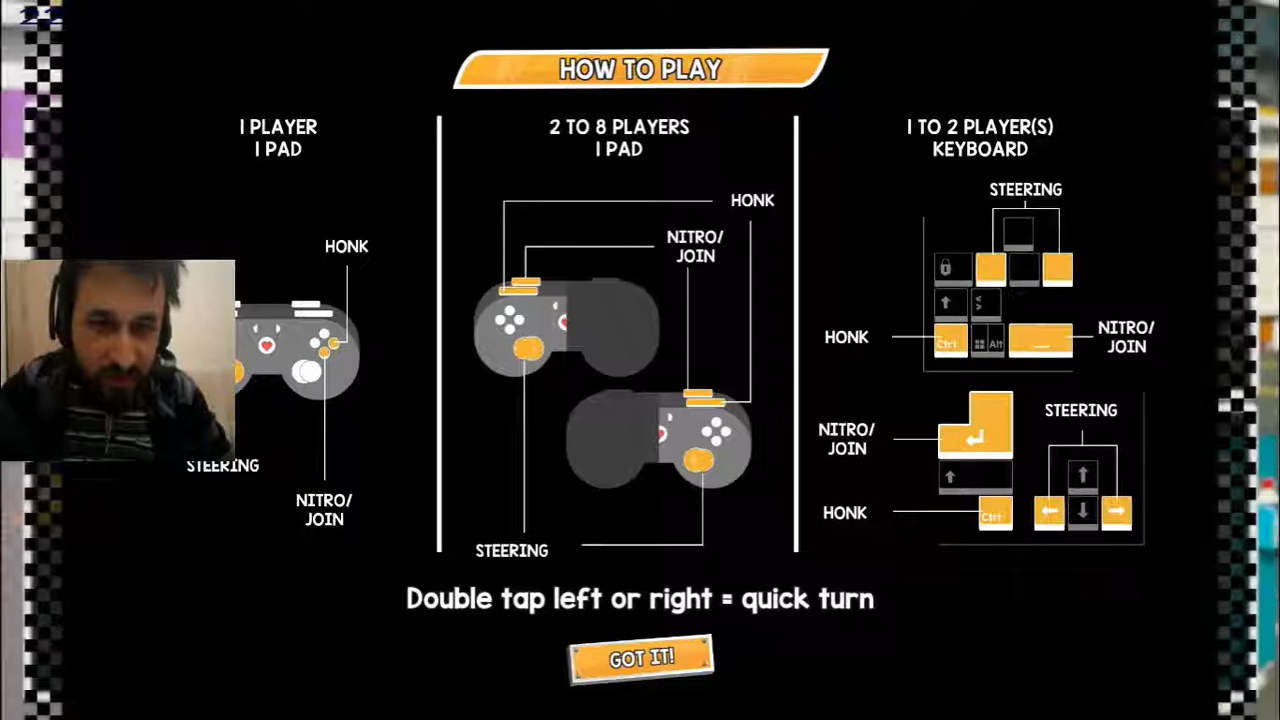 HOW TO PLAY
1 PLAYER
1 PAD
HONK
STEERING
NITRO/
JOIN
2 TO 8 PLAYERS
1 PAD
HONK
NITRO/
JOIN
STEERING
1 TO 2 PLAYER(S)
KEYBOARD
STEERING
HONK
Ctrl
Alt
NITRO/
JOIN
NITRO/
JOIN
STEERING
HONK
Ctrl
Double tap left or right = quick turn
GOT IT!